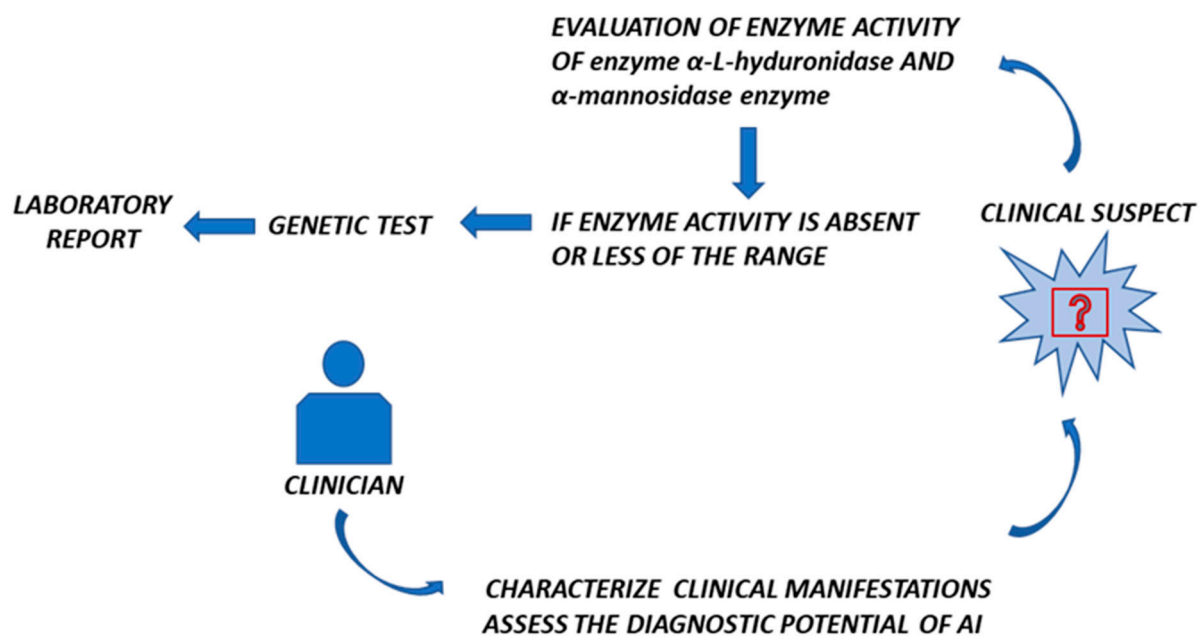 EVALUATION OF ENZYME ACTIVITY
OF enzyme α-L-hyduronidase AND
α-mannosidase enzyme
LABORATORY
REPORT
GENETIC TEST
IF ENZYME ACTIVITY IS ABSENT
OR LESS OF THE RANGE
CLINICAL SUSPECT
?
CLINICIAN
CHARACTERIZE CLINICAL MANIFESTATIONS
ASSESS THE DIAGNOSTIC POTENTIAL OF AI